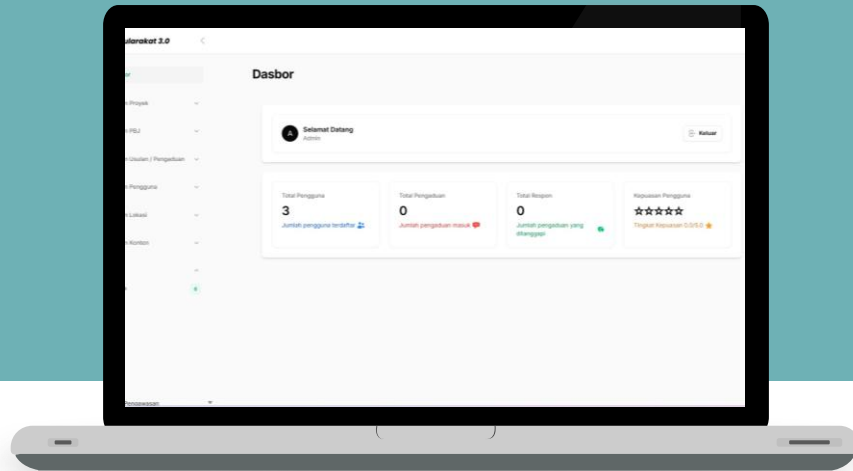 ularakat 3.0
Dasbor
or
n Proyek
n PBJ
n Usulan / Pengaduan
n Pengguna
n Lokasi
n Konten
Selamat Datang
Admin
Keluar
Total Pengguna
3
Jumlah pengguna terdaftar
Total Pengaduan
0
Jumlah pengaduan masuk
Total Respon
0
Jumlah pengaduan yang
ditanggapi
Kepuasan Pengguna
Tingkat Kepuasan 0.0/5.0
Pengawasan